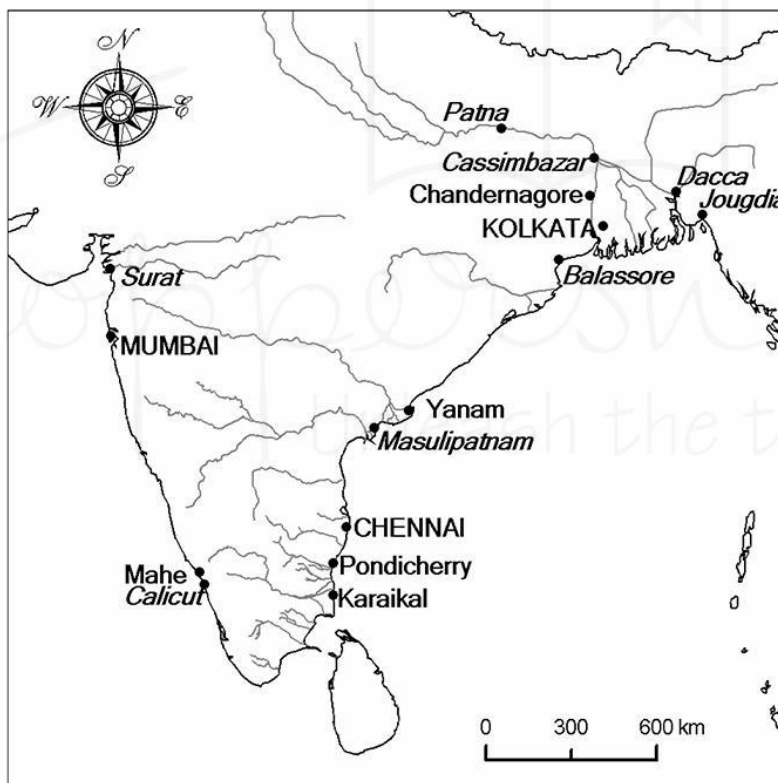 N
W
E
S
Patna
Cassimbazar
Chandernagore
Dacca
Jougdia
KOLKATA
Balassore
Surat
MUMBAI
Yanam
Masulipatnam
CHENNAI
Mahe
Pondicherry
Calicut
Karaikal
0 300 600 km